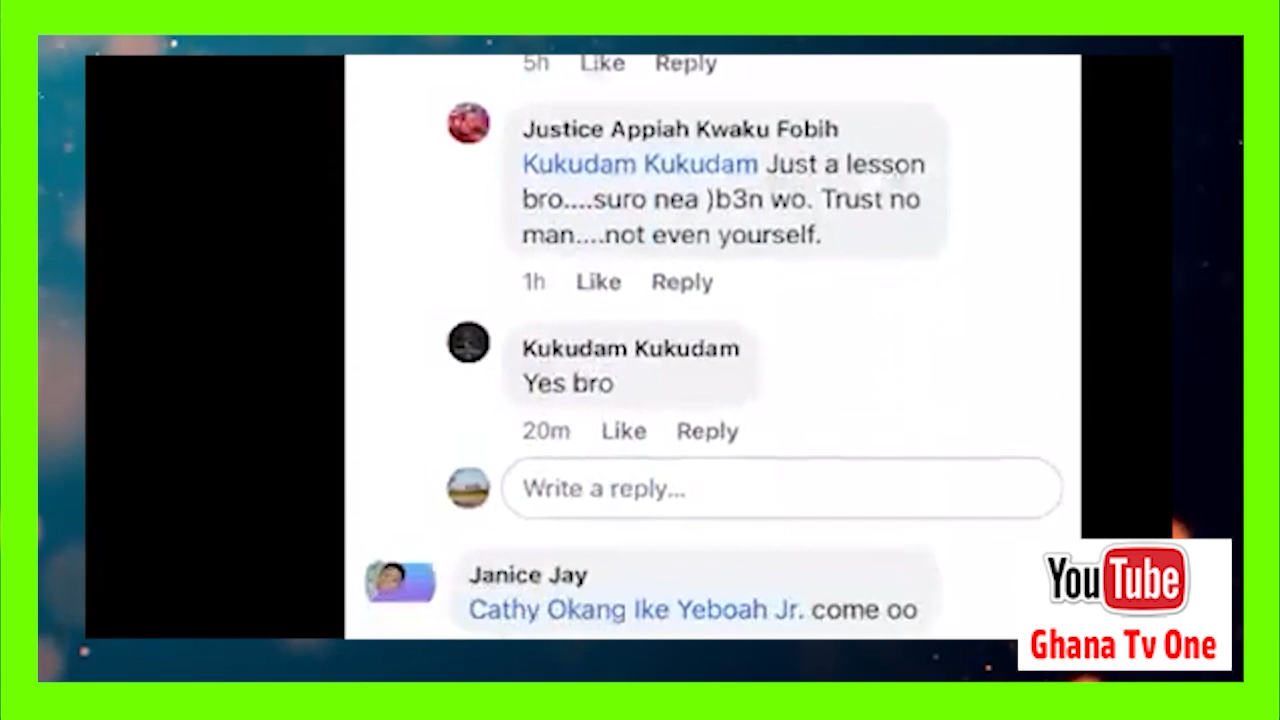 5h Like Reply
Justice Appiah Kwaku Fobih
Kukudam Kukudam Just a lesson
bro....suro nea )b3n wo. Trust no
man....not even yourself.
1h Like Reply
Kukudam Kukudam
Yes bro
20m Like Reply
Write a reply...
Janice Jay
Cathy Okang Ike Yeboah Jr. come oo
YouTube
Ghana Tv One